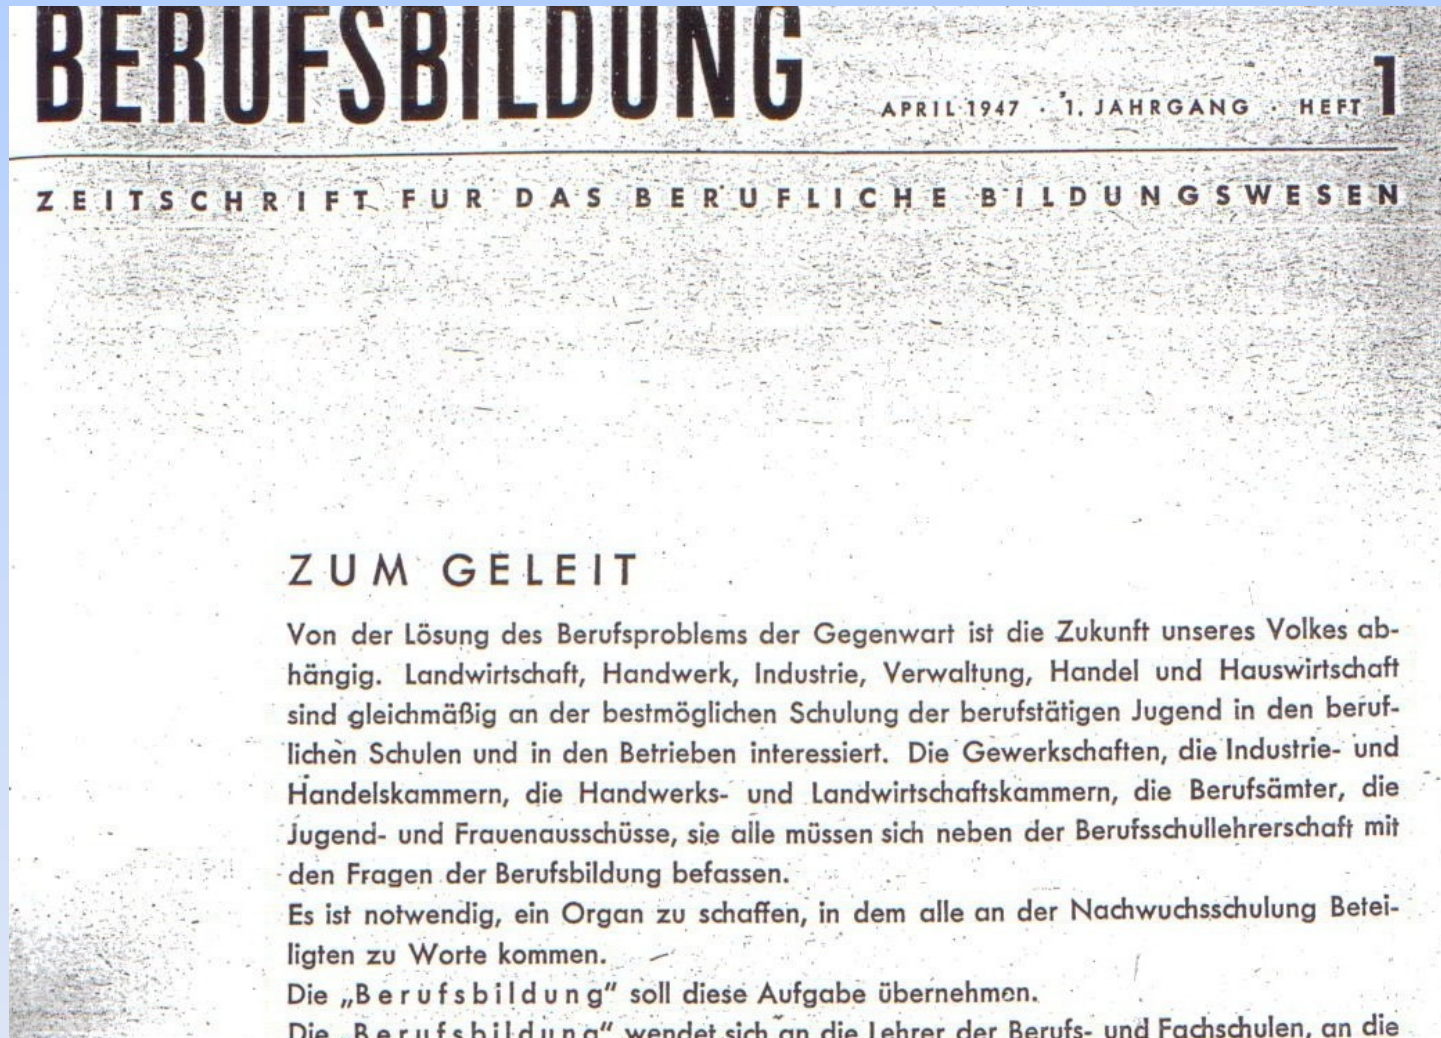 BERUFSBILDUNG
APRIL 1947 · 1. JAHRGANG · HEFT 1
ZEITSCHRIFT FUR DAS BERUFLICHE BILDUNGSWESEN
ZUM GELEIT
Von der Lösung des Berufsproblems der Gegenwart ist die Zukunft unseres Volkes ab-
hängig. Landwirtschaft, Handwerk, Industrie, Verwaltung, Handel und Hauswirtschaft
sind gleichmäßig an der bestmöglichen Schulung der berufstätigen Jugend in den beruf-
lichen Schulen und in den Betrieben interessiert. Die Gewerkschaften, die Industrie- und
Handelskammern, die Handwerks- und Landwirtschaftskammern, die Berufsämter, die
Jugend- und Frauenausschüsse, sie alle müssen sich neben der Berufsschullehrerschaft mit
den Fragen der Berufsbildung befassen.
Es ist notwendig, ein Organ zu schaffen, in dem alle an der Nachwuchsschulung Betei-
ligten zu Worte kommen.
Die „Berufsbildung“ soll diese Aufgabe übernehmen.
Die „Berufsbildung“ wendet sich an die Lehrer der Berufs- und Fachschulen, an die